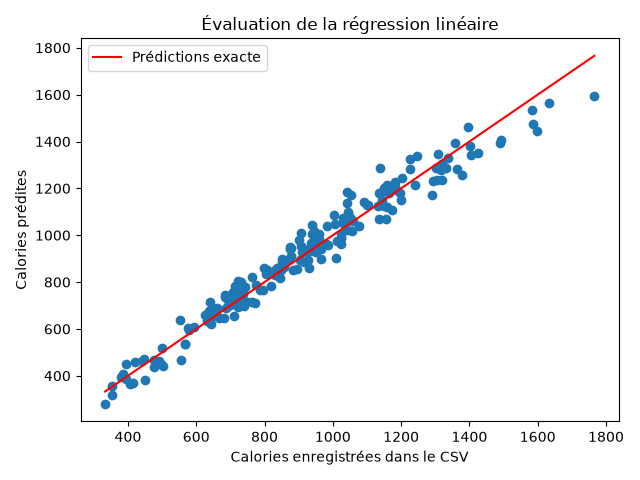 Évaluation de la régression linéaire
Prédictions exacte
Calories prédites
1800
1600
1400
1200
1000
800
600
400
400 600 800 1000 1200 1400 1600 1800
Calories enregistrées dans le CSV